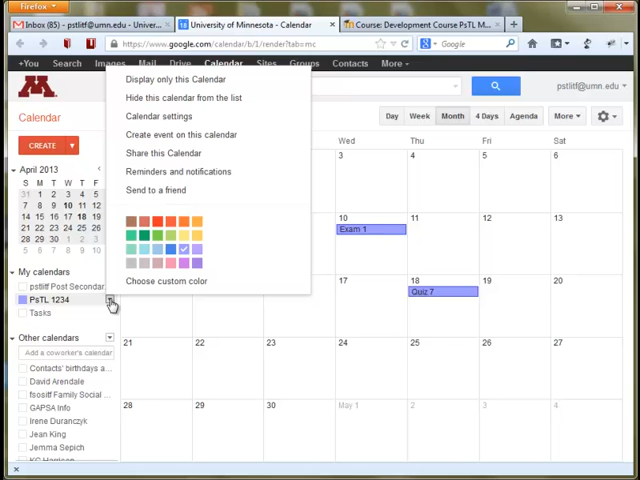 Firefox
Inbox (85) - pstlitf@umn.edu - Univer...
18 University of Minnesota - Calendar
Course: Development Course PsTL M...
https://www.google.com/calendar/b/1/render?tab=mc
Google
+You Search Images Mail Drive Calendar Sites Groups Contacts More
M
pstlitf@umn.edu
Calendar
Day Week Month 4 Days Agenda More
CREATE
April 2013
S M T W T F
31 1 2 3 4 5
7 8 9 10 11 12
14 15 16 17 18 19
21 22 23 24 25 26
28 29 30 1 2 3
5 6 7 8 9 10
My calendars
pstlitf Post Secondar
PsTL 1234
Tasks
Other calendars
Add a coworker's calendar
Contacts' birthdays a...
David Arendale
fsositf Family Social ...
GAPSA Info
Irene Duranczyk
Jean King
Jemma Sepich
KC Harrison
Display only this Calendar
Hide this calendar from the list
Calendar settings
Create event on this calendar
Share this Calendar
Reminders and notifications
Send to a friend
Choose custom color
Wed Thu Fri Sat
3 4 5 6
10 11 12 13
Exam 1
17 18 19 20
Quiz 7
21 22 23 24 25 26 27
28 29 30 May 1 2 3 4